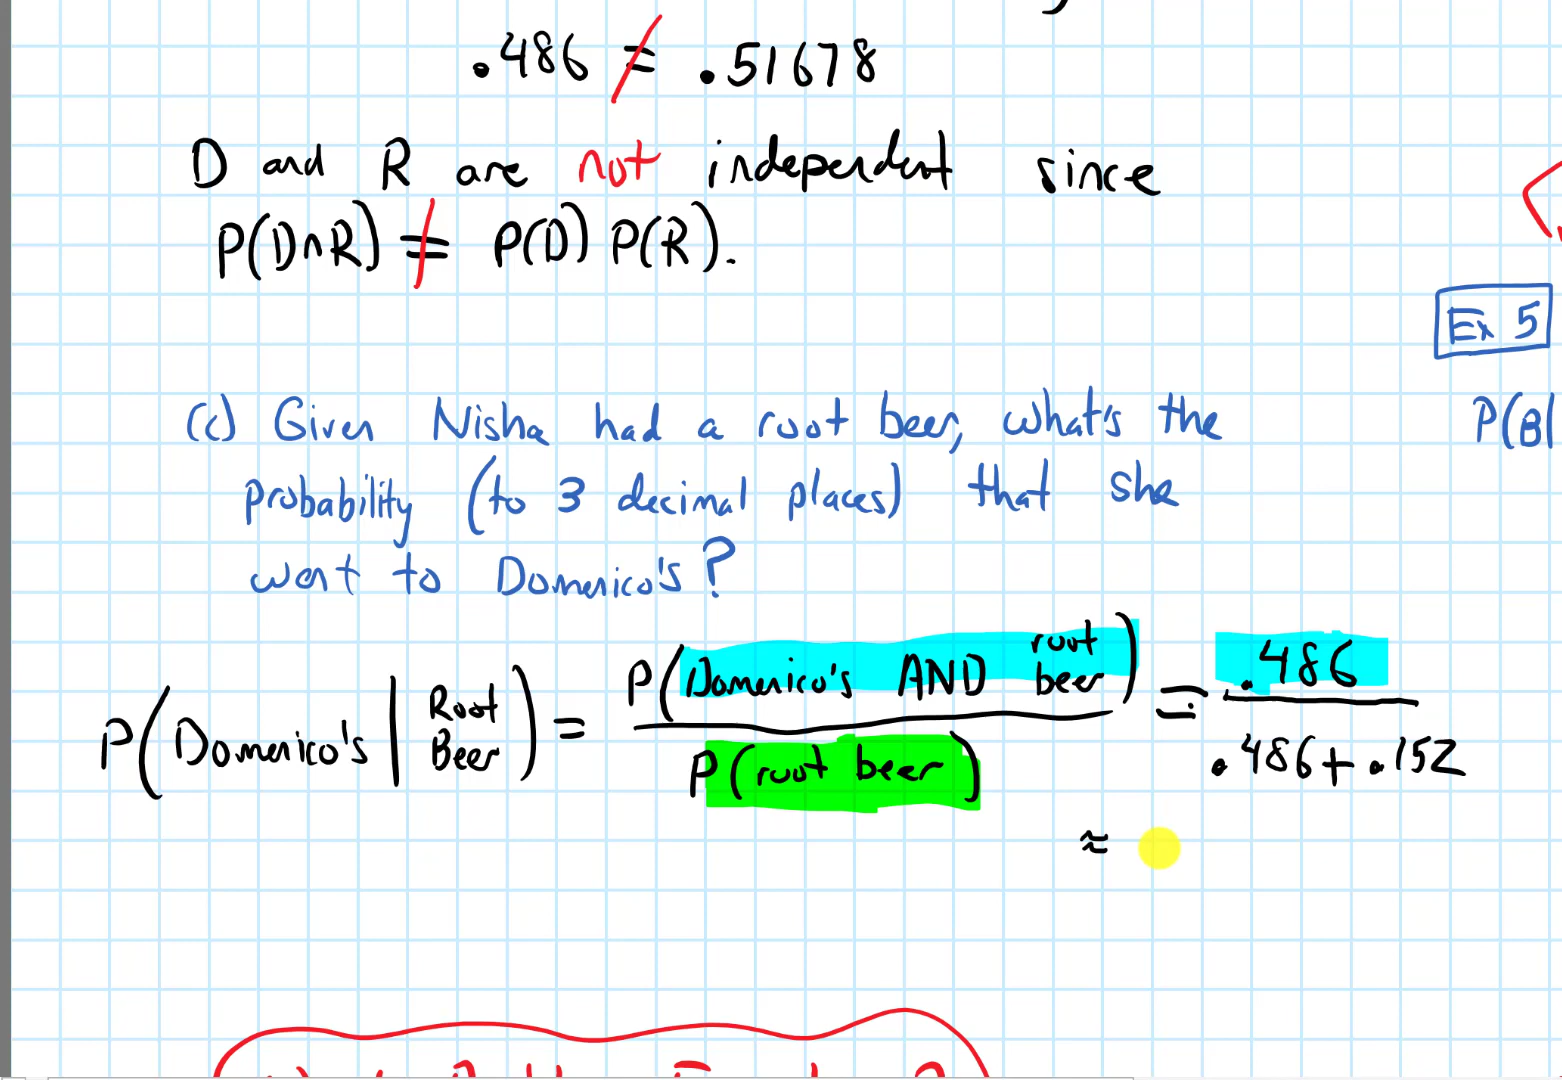 .486 ≠ .51678
D and R are not independent since
P(D∩R) ≠ P(D) P(R).
Ex 5
(c) Given Nisha had a root beer, what's the
P(B|
probability (to 3 decimal places) that she
went to Domenico's?
P(Domenico's | Root Beer) = P(Domenico's AND root beer) / P(root beer) = .486 / .486+.152
≈